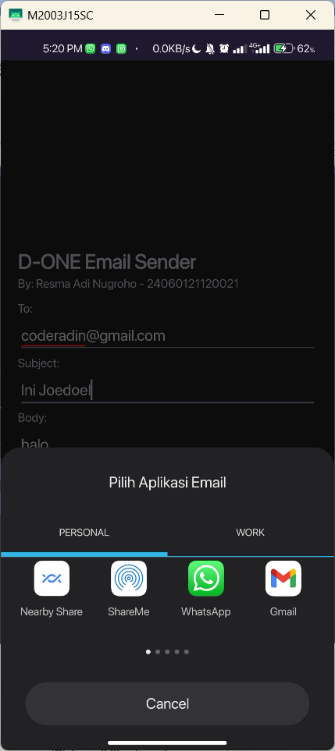 M2003J15SC
5:20 PM
0.0KB/s
4G+
62%
D-ONE Email Sender
By: Resma Adi Nugroho - 24060121120021
To:
coderadin@gmail.com
Subject:
Ini Joedoel
Body:
halo
Pilih Aplikasi Email
PERSONAL WORK
Nearby Share ShareMe WhatsApp Gmail
Cancel